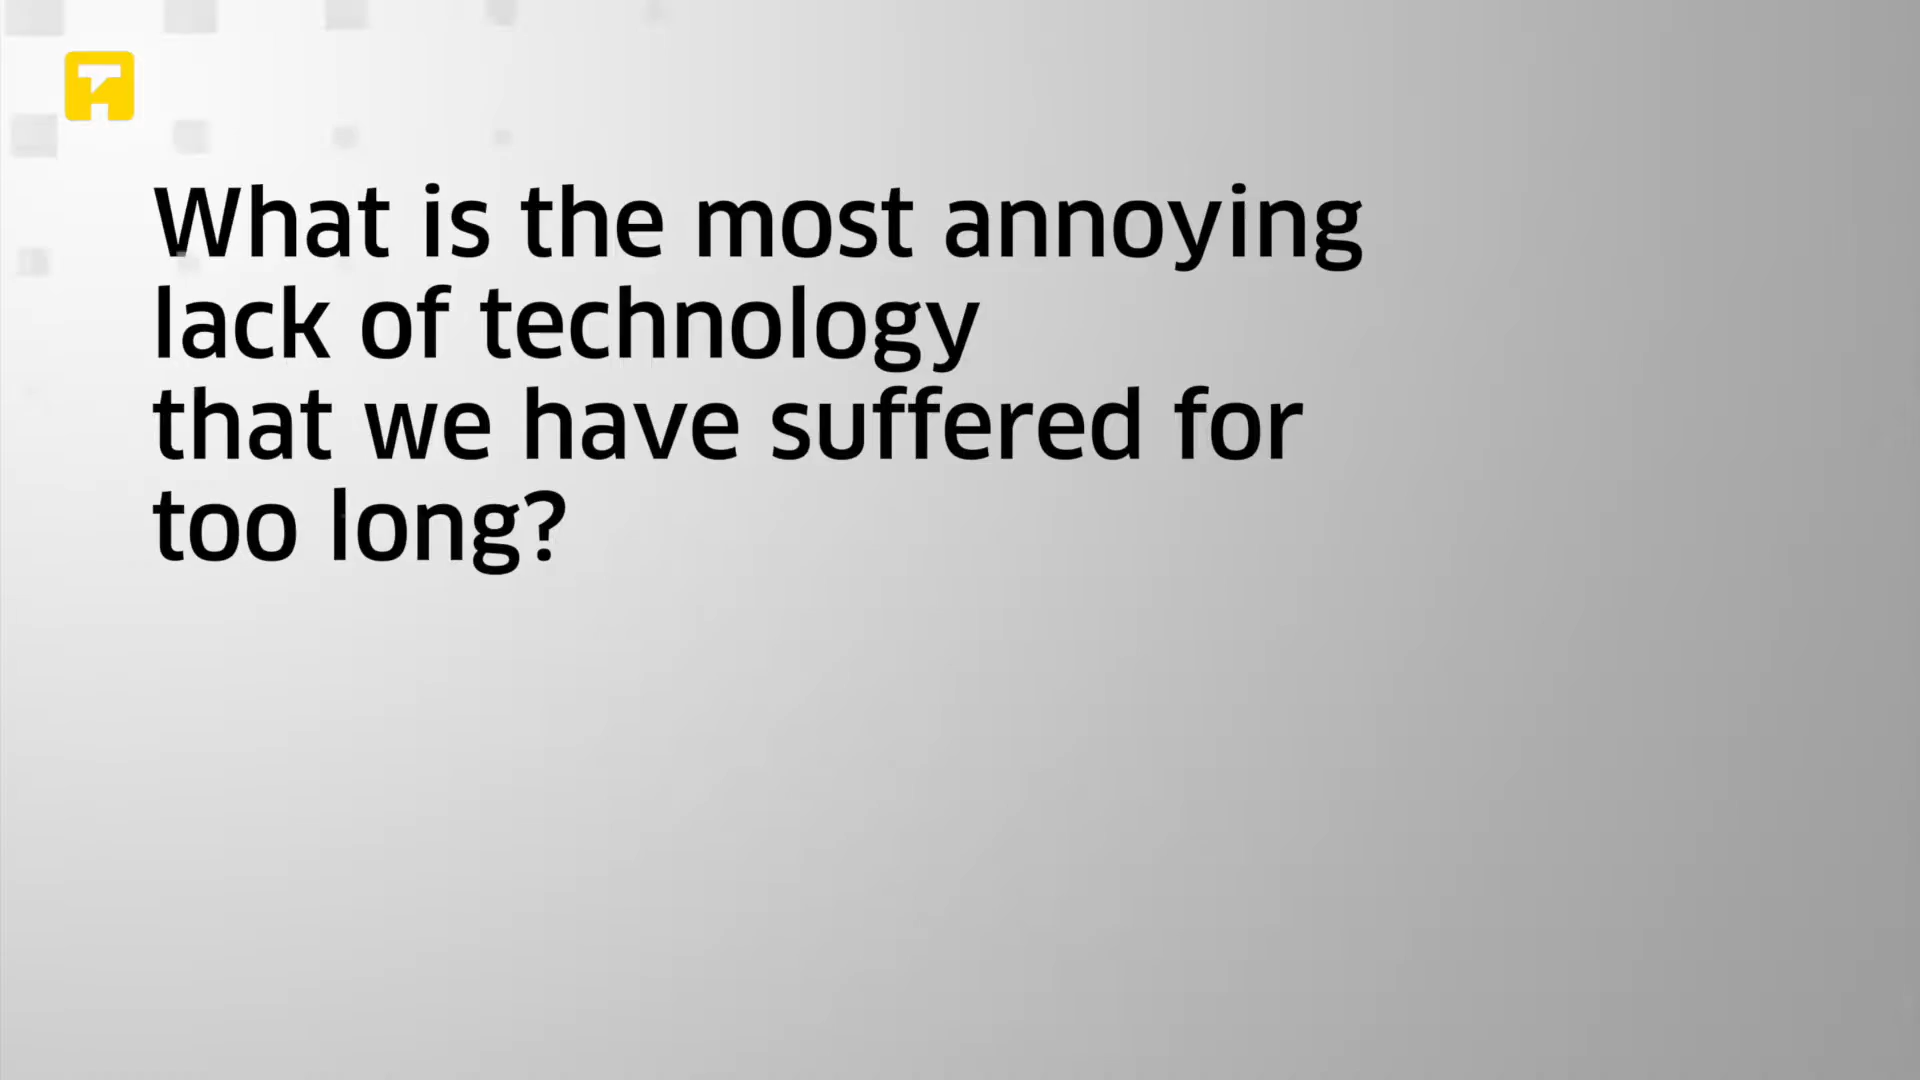 What is the most annoying
lack of technology
that we have suffered for
too long?